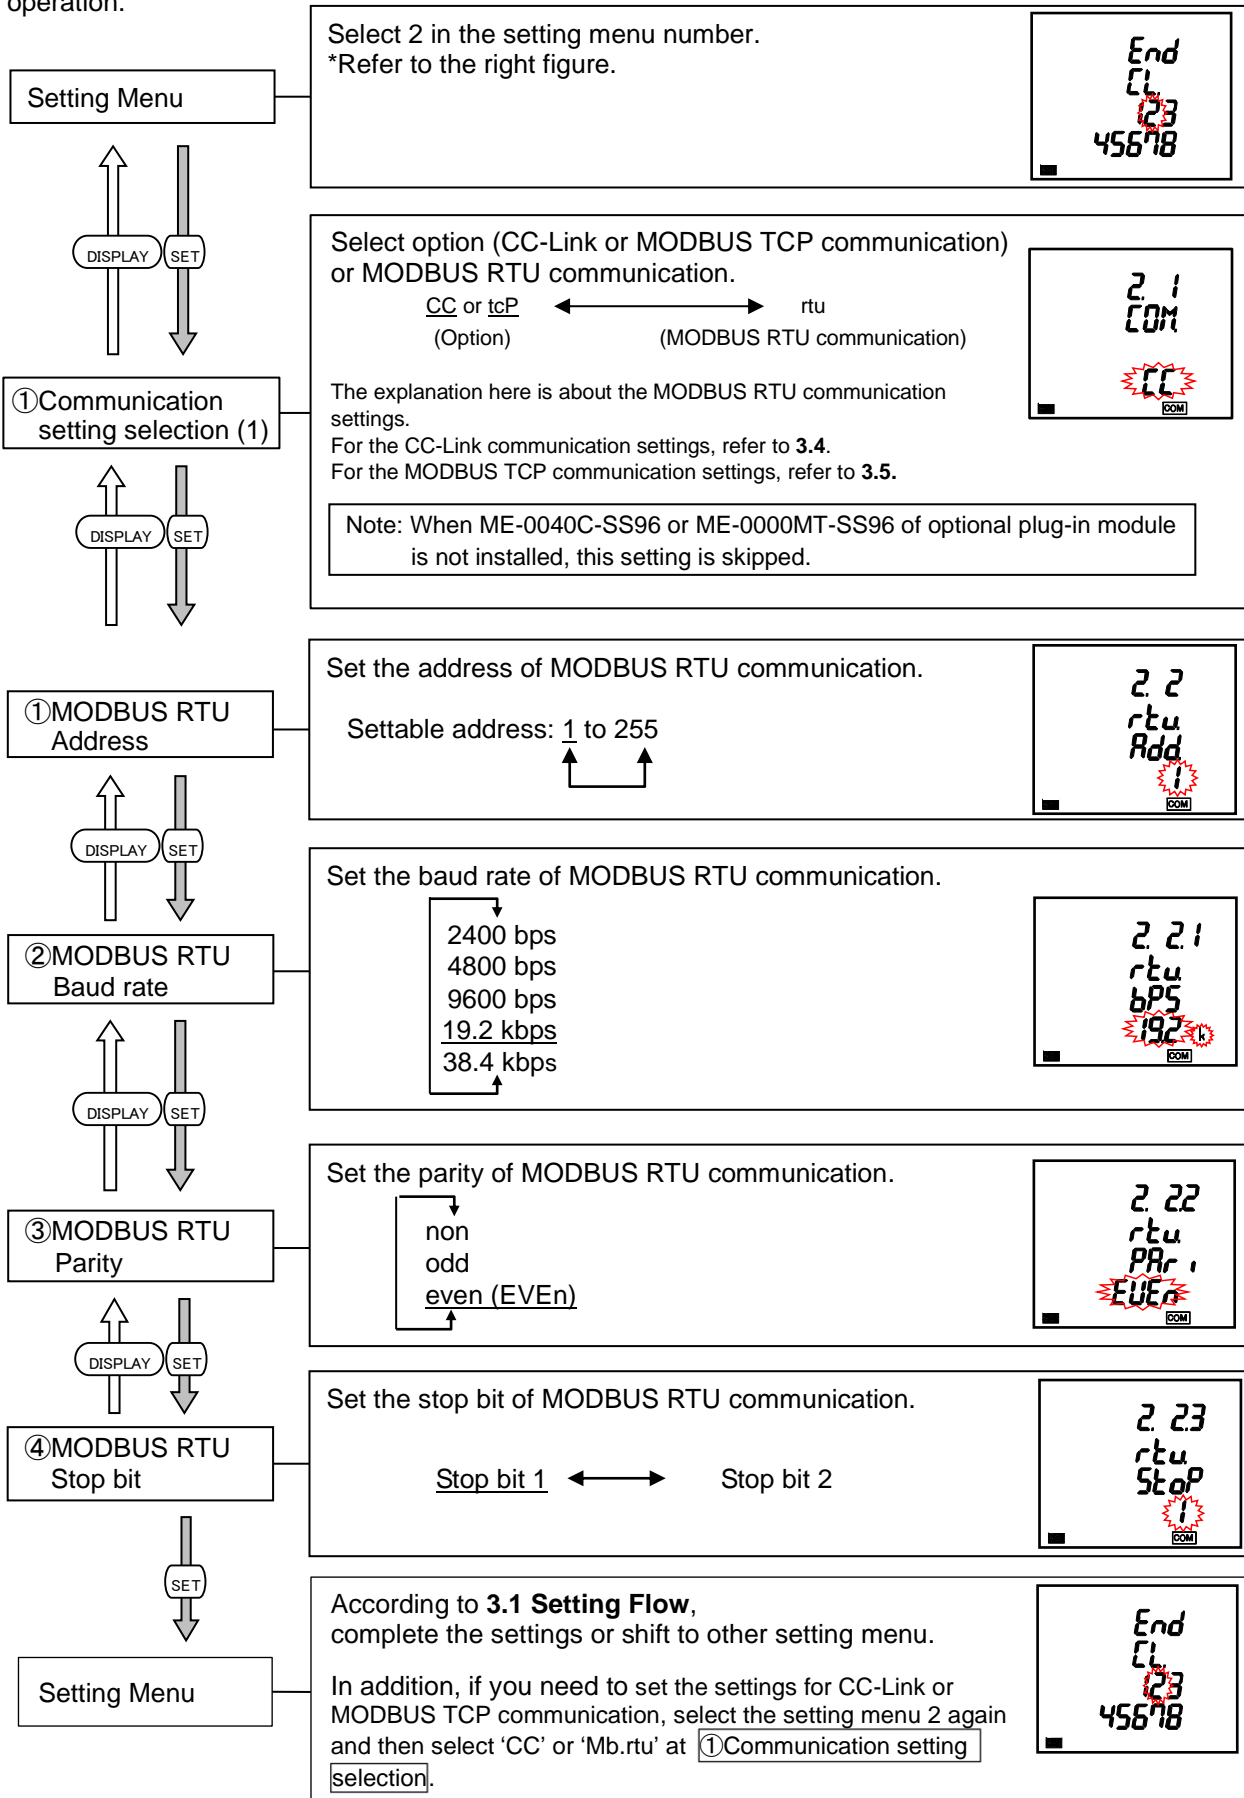 operation.
Select 2 in the setting menu number.
*Refer to the right figure.
Setting Menu
End
CL.
123
45678
DISPLAY
SET
Select option (CC-Link or MODBUS TCP communication)
or MODBUS RTU communication.
CC or tcP
rtu
(Option)
(MODBUS RTU communication)
2. 1
COM.
CC
COM
①Communication
setting selection (1)
The explanation here is about the MODBUS RTU communication
settings.
For the CC-Link communication settings, refer to 3.4.
For the MODBUS TCP communication settings, refer to 3.5.
Note: When ME-0040C-SS96 or ME-0000MT-SS96 of optional plug-in module
is not installed, this setting is skipped.
DISPLAY
SET
Set the address of MODBUS RTU communication.
①MODBUS RTU
Address
Settable address: 1 to 255
2. 2
rtu.
Add.
1
COM
DISPLAY
SET
Set the baud rate of MODBUS RTU communication.
2400 bps
4800 bps
9600 bps
19.2 kbps
38.4 kbps
②MODBUS RTU
Baud rate
2. 2.1
rtu.
bPS
19.2 k
COM
DISPLAY
SET
Set the parity of MODBUS RTU communication.
non
odd
even (EVEn)
③MODBUS RTU
Parity
2. 2.2
rtu.
PAri
EVEn
COM
DISPLAY
SET
Set the stop bit of MODBUS RTU communication.
④MODBUS RTU
Stop bit
Stop bit 1
Stop bit 2
2. 2.3
rtu.
StoP
1
COM
SET
According to 3.1 Setting Flow,
complete the settings or shift to other setting menu.
Setting Menu
In addition, if you need to set the settings for CC-Link or
MODBUS TCP communication, select the setting menu 2 again
and then select ‘CC’ or ‘Mb.rtu’ at ①Communication setting
selection.
End
CL.
123
45678